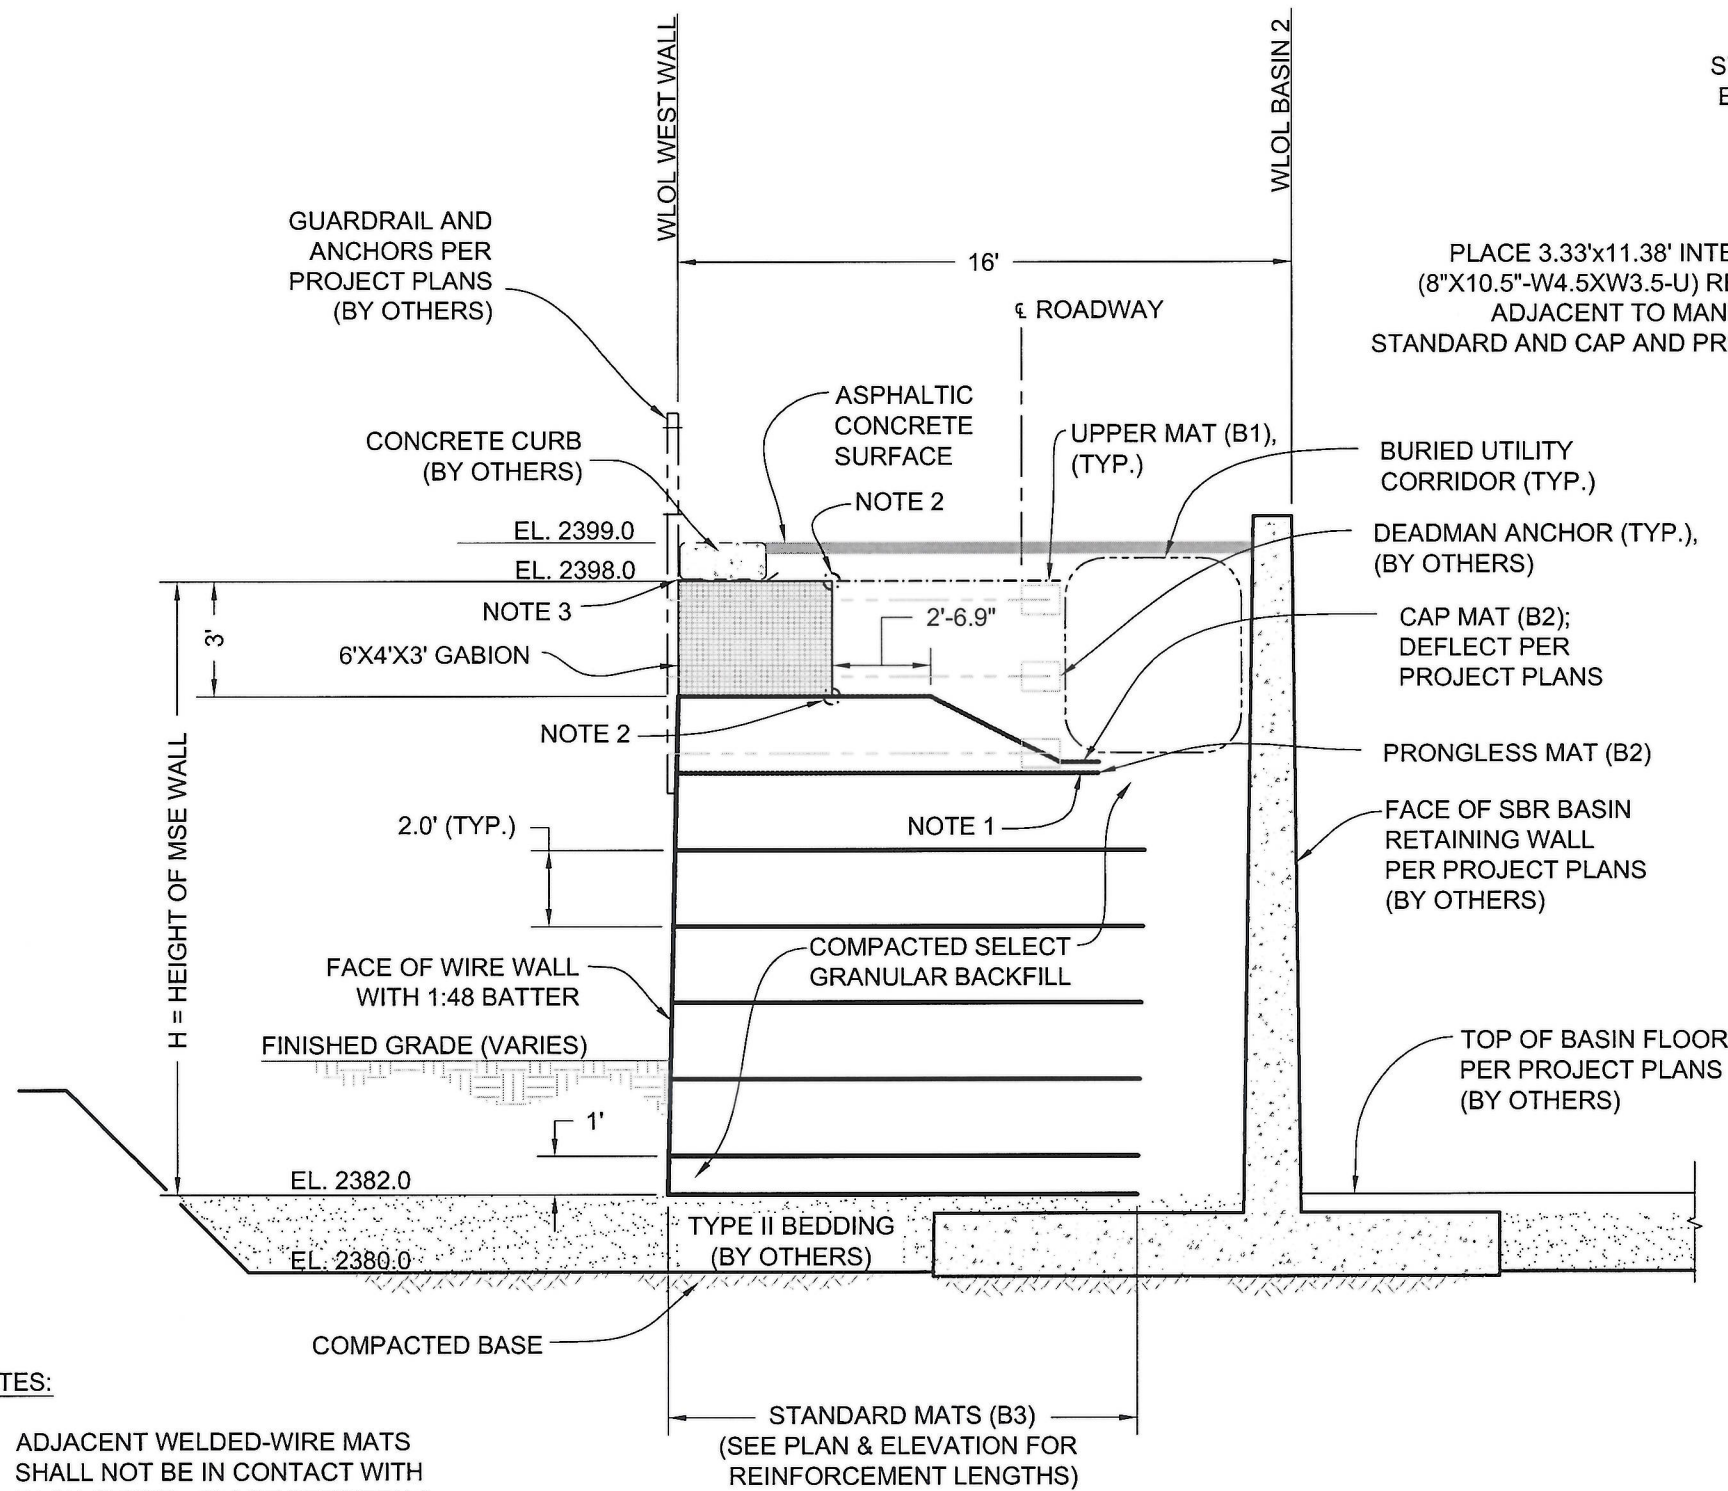 WLOL WEST WALL
WLOL BASIN 2
GUARDRAIL AND
ANCHORS PER
PROJECT PLANS
(BY OTHERS)
16'
℄ ROADWAY
PLACE 3.33'x11.38' INTE
(8"X10.5"-W4.5XW3.5-U) RE
ADJACENT TO MAN
STANDARD AND CAP AND PR
ASPHALTIC
CONCRETE
SURFACE
CONCRETE CURB
(BY OTHERS)
UPPER MAT (B1),
(TYP.)
BURIED UTILITY
CORRIDOR (TYP.)
NOTE 2
EL. 2399.0
DEADMAN ANCHOR (TYP.),
(BY OTHERS)
EL. 2398.0
NOTE 3
3'
6'X4'X3' GABION
2'-6.9"
CAP MAT (B2);
DEFLECT PER
PROJECT PLANS
NOTE 2
PRONGLESS MAT (B2)
H = HEIGHT OF MSE WALL
2.0' (TYP.)
NOTE 1
FACE OF SBR BASIN
RETAINING WALL
PER PROJECT PLANS
(BY OTHERS)
COMPACTED SELECT
GRANULAR BACKFILL
FACE OF WIRE WALL
WITH 1:48 BATTER
FINISHED GRADE (VARIES)
TOP OF BASIN FLOOR
PER PROJECT PLANS
(BY OTHERS)
1'
EL. 2382.0
TYPE II BEDDING
(BY OTHERS)
EL. 2380.0
COMPACTED BASE
TES:
STANDARD MATS (B3)
(SEE PLAN & ELEVATION FOR
REINFORCEMENT LENGTHS)
ADJACENT WELDED-WIRE MATS
SHALL NOT BE IN CONTACT WITH